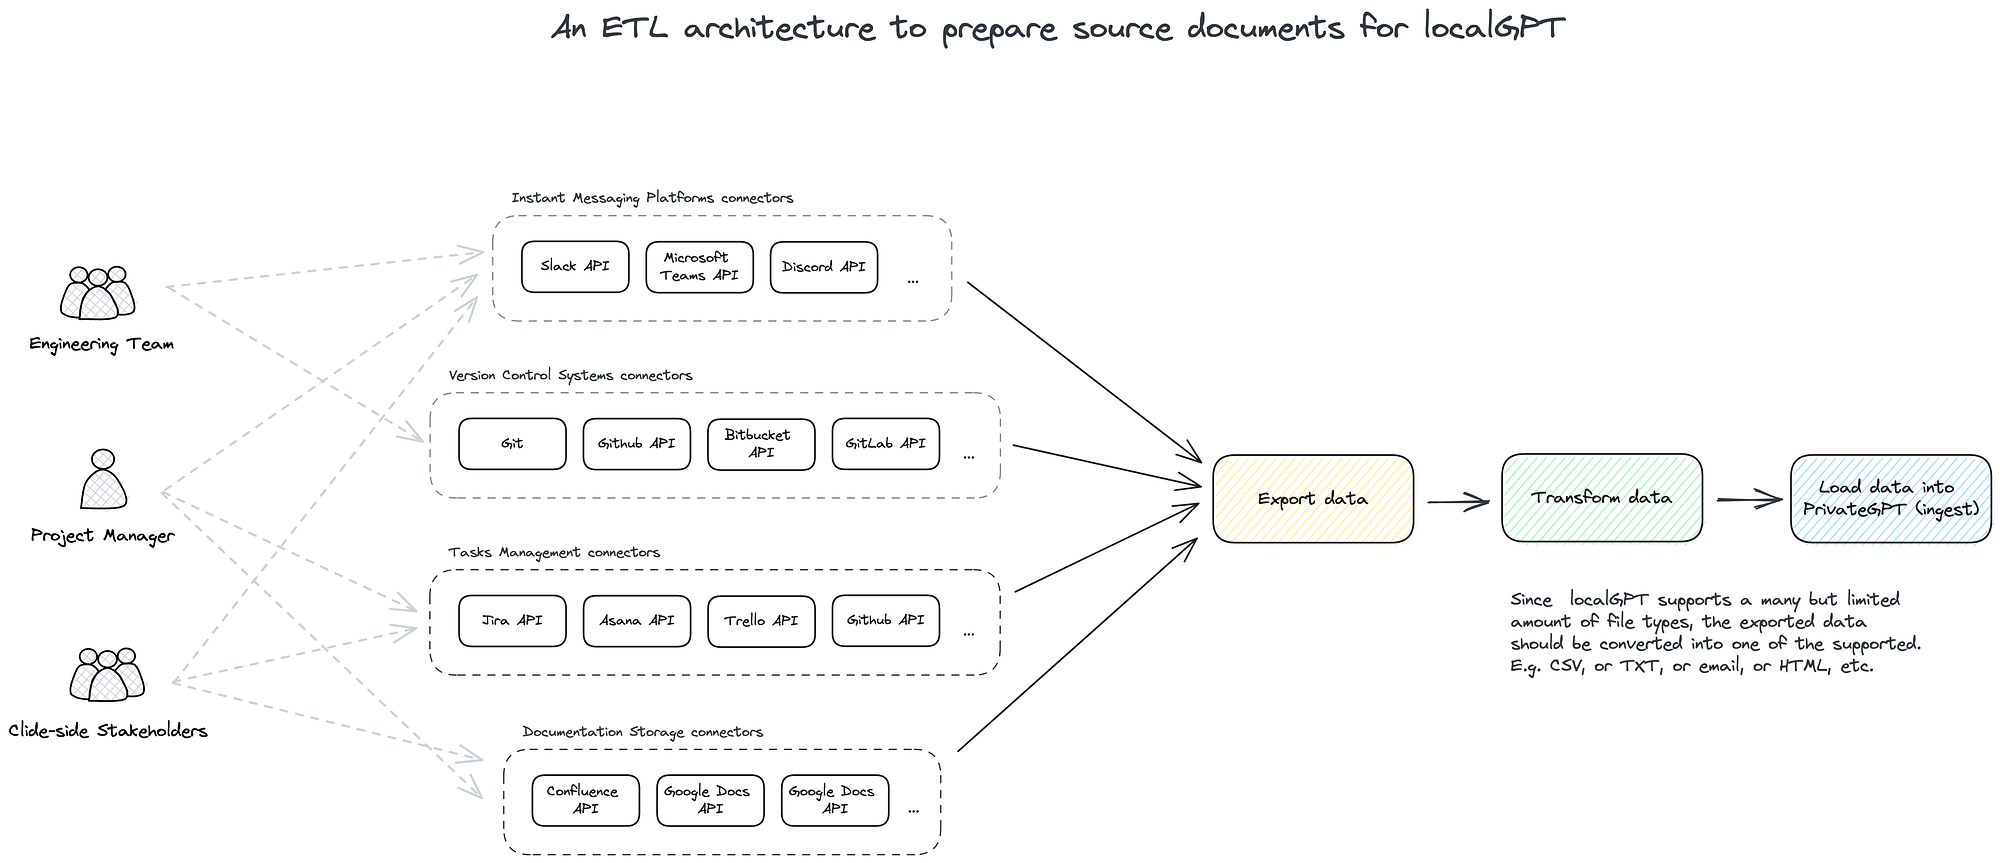 An ETL architecture to prepare source documents for localGPT
Instant Messaging Platforms connectors
Slack API
Microsoft
Teams API
Discord API
...
Engineering Team
Version Control Systems connectors
Git
Github API
Bitbucket
API
GitLab API
...
Project Manager
Tasks Management connectors
Jira API
Asana API
Trello API
Github API
...
Clide-side Stakeholders
Documentation Storage connectors
Confluence
API
Google Docs
API
Google Docs
API
...
Export data
Transform data
Load data into
PrivateGPT (ingest)
Since localGPT supports a many but limited
amount of file types, the exported data
should be converted into one of the supported.
E.g. CSV, or TXT, or email, or HTML, etc.